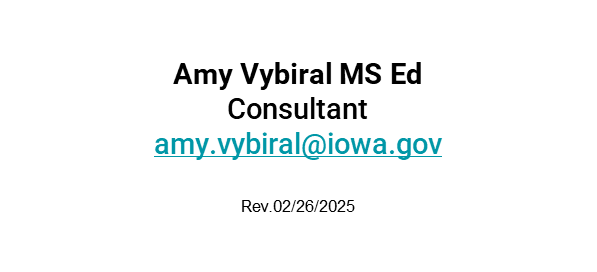 Amy Vybiral MS Ed
Consultant
amy.vybiral@iowa.gov
Rev.02/26/2025